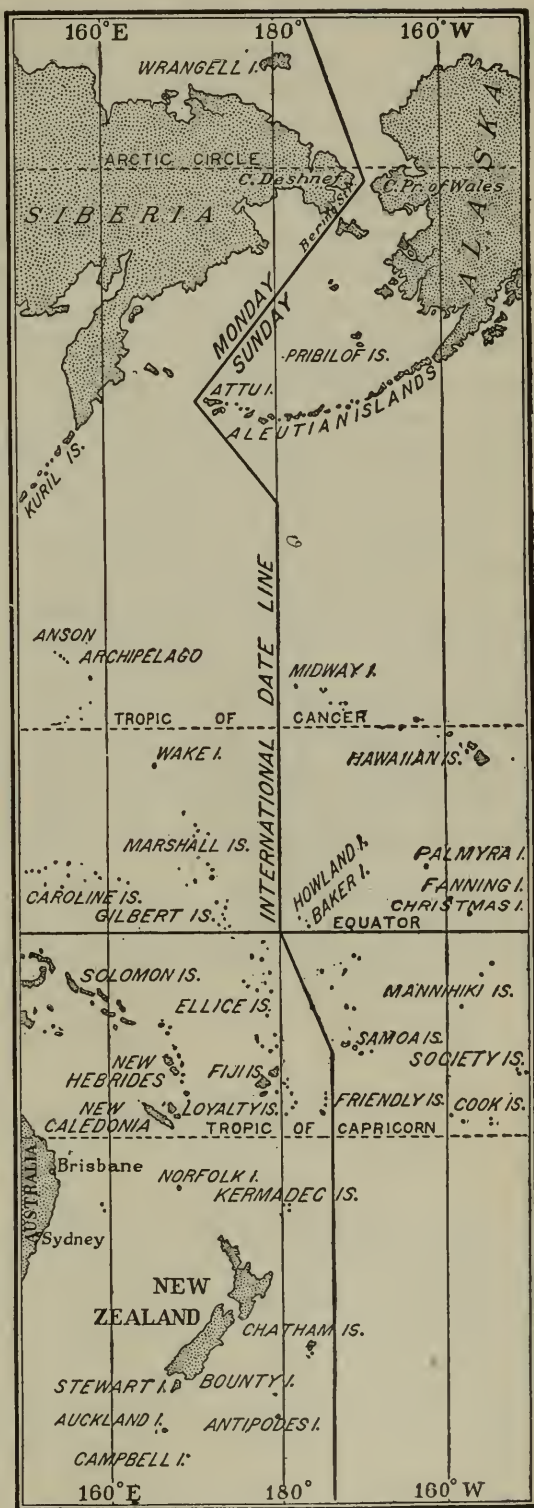 160°E 180° 160°W
WRANGELL I.
ARCTIC CIRCLE
C. Deshnef
C. Pr. of Wales
SIBERIA
ALASKA
MONDAY
SUNDAY
PRIBILOF IS.
ATTU I.
ALEUTIAN ISLANDS
KURIL IS.
INTERNATIONAL DATE LINE
ANSON
ARCHIPELAGO
MIDWAY I.
TROPIC OF CANCER
WAKE I.
HAWAIIAN IS.
MARSHALL IS.
HOWLAND I.
BAKER I.
PALMYRA I.
CAROLINE IS.
FANNING I.
GILBERT IS.
CHRISTMAS I.
EQUATOR
SOLOMON IS.
ELLICE IS.
MANNIHIKI IS.
SAMOA IS.
NEW
HEBRIDES
FIJI IS.
SOCIETY IS.
NEW
CALEDONIA
LOYALTY IS.
FRIENDLY IS.
COOK IS.
TROPIC OF CAPRICORN
AUSTRALIA
Brisbane
NORFOLK I.
KERMADEC IS.
Sydney
NEW
ZEALAND
CHATHAM IS.
STEWART I.
BOUNTY I.
AUCKLAND I.
ANTIPODES I.
CAMPBELL I.
160°E 180° 160°W